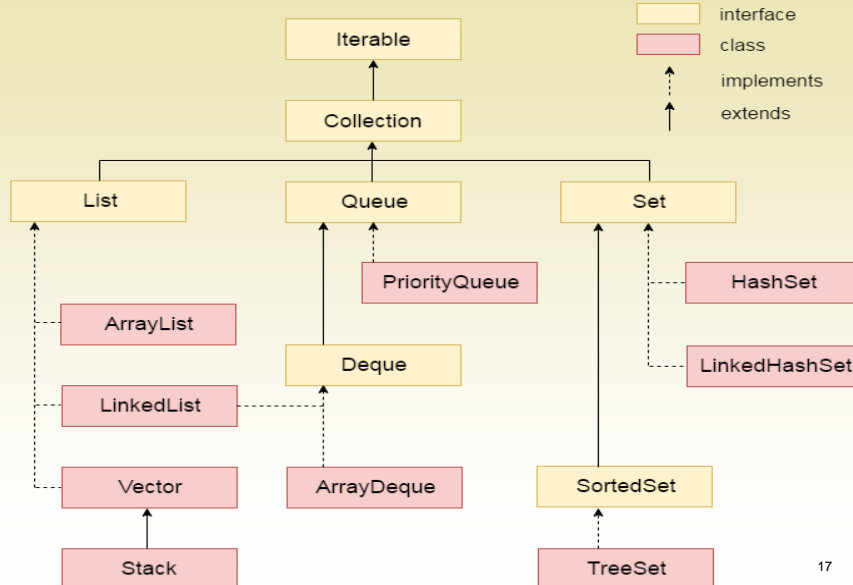 interface
Iterable
class
implements
Collection
extends
List
Queue
Set
PriorityQueue
HashSet
ArrayList
Deque
LinkedHashSet
LinkedList
Vector
ArrayDeque
SortedSet
Stack
TreeSet
17